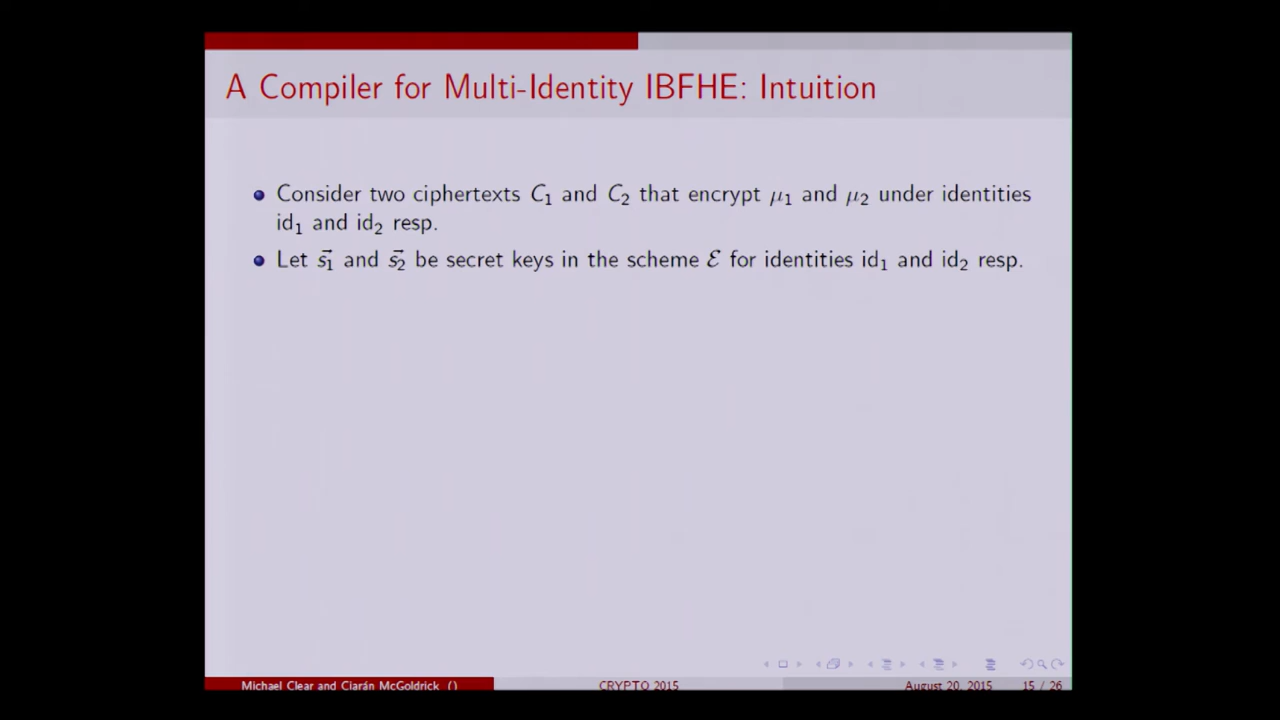 A Compiler for Multi-Identity IBFHE: Intuition
Consider two ciphertexts C₁ and C₂ that encrypt μ₁ and μ₂ under identities
id₁ and id₂ resp.
Let s⃗₁ and s⃗₂ be secret keys in the scheme ℰ for identities id₁ and id₂ resp.
Michael Clear and Ciarán McGoldrick () CRYPTO 2015 August 20, 2015 15 / 26